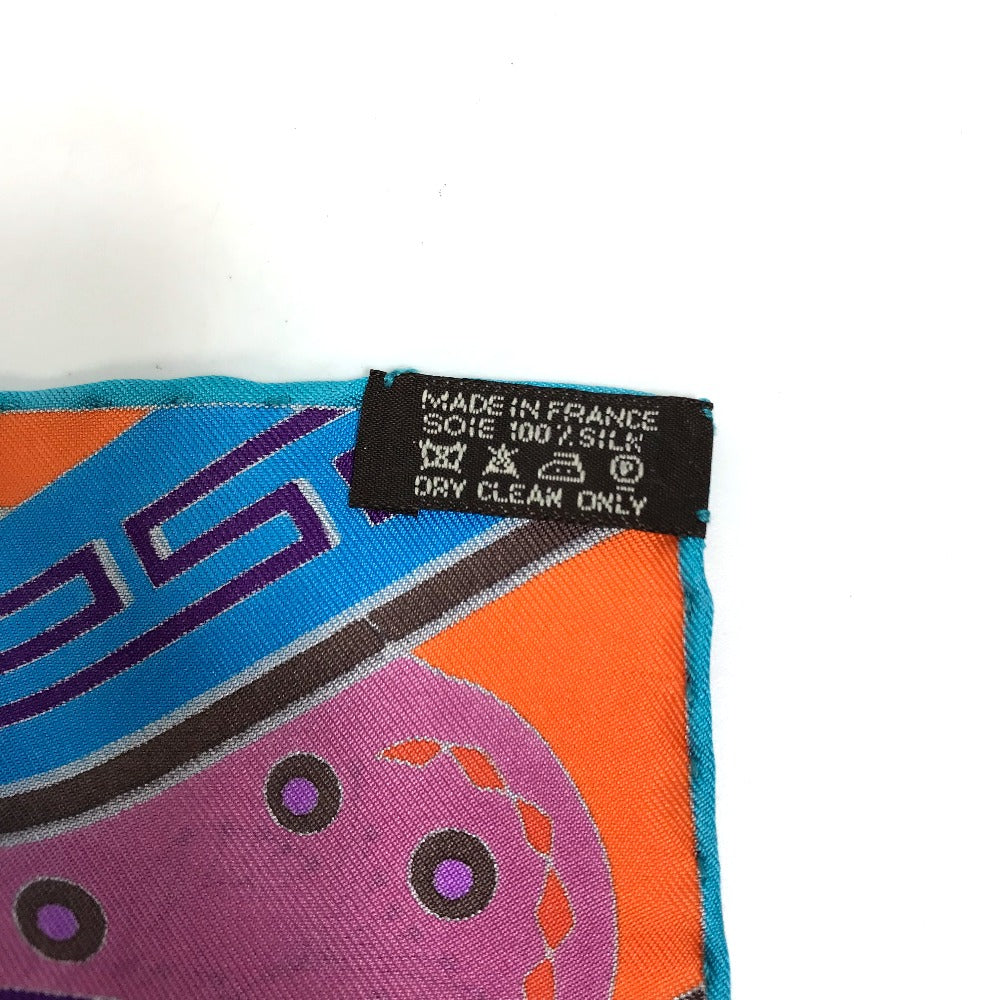 MADE IN FRANCE
SOIE 100% SILK
P
DRY CLEAN ONLY